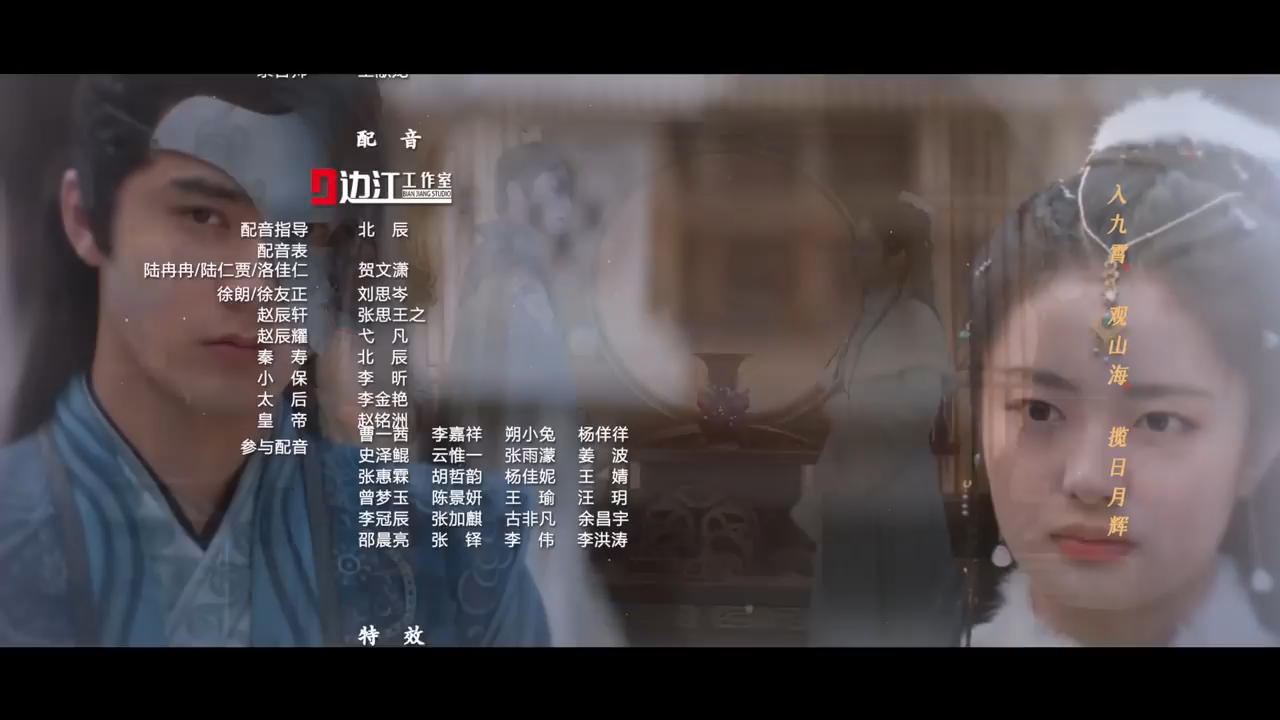 配 音
边江工作室
BIAN JIANG STUDIO
配音指导 北 辰
配音表
陆冉冉/陆仁贾/洛佳仁 贺文潇
徐朗/徐友正 刘思岑
赵辰轩 张思王之
赵辰耀 弋 凡
秦 寿 北 辰
小 保 李 昕
太 后 李金艳
皇 帝 赵铭洲
参与配音 曹一茜 李嘉祥 朔小兔 杨佯徉
史泽鲲 云惟一 张雨濛 姜 波
张惠霖 胡哲韵 杨佳妮 王 婧
曾梦玉 陈景妍 王 瑜 汪 玥
李冠辰 张加麒 古非凡 余昌宇
邵晨亮 张 铎 李 伟 李洪涛
特 效
入九霄 观山海 揽日月辉